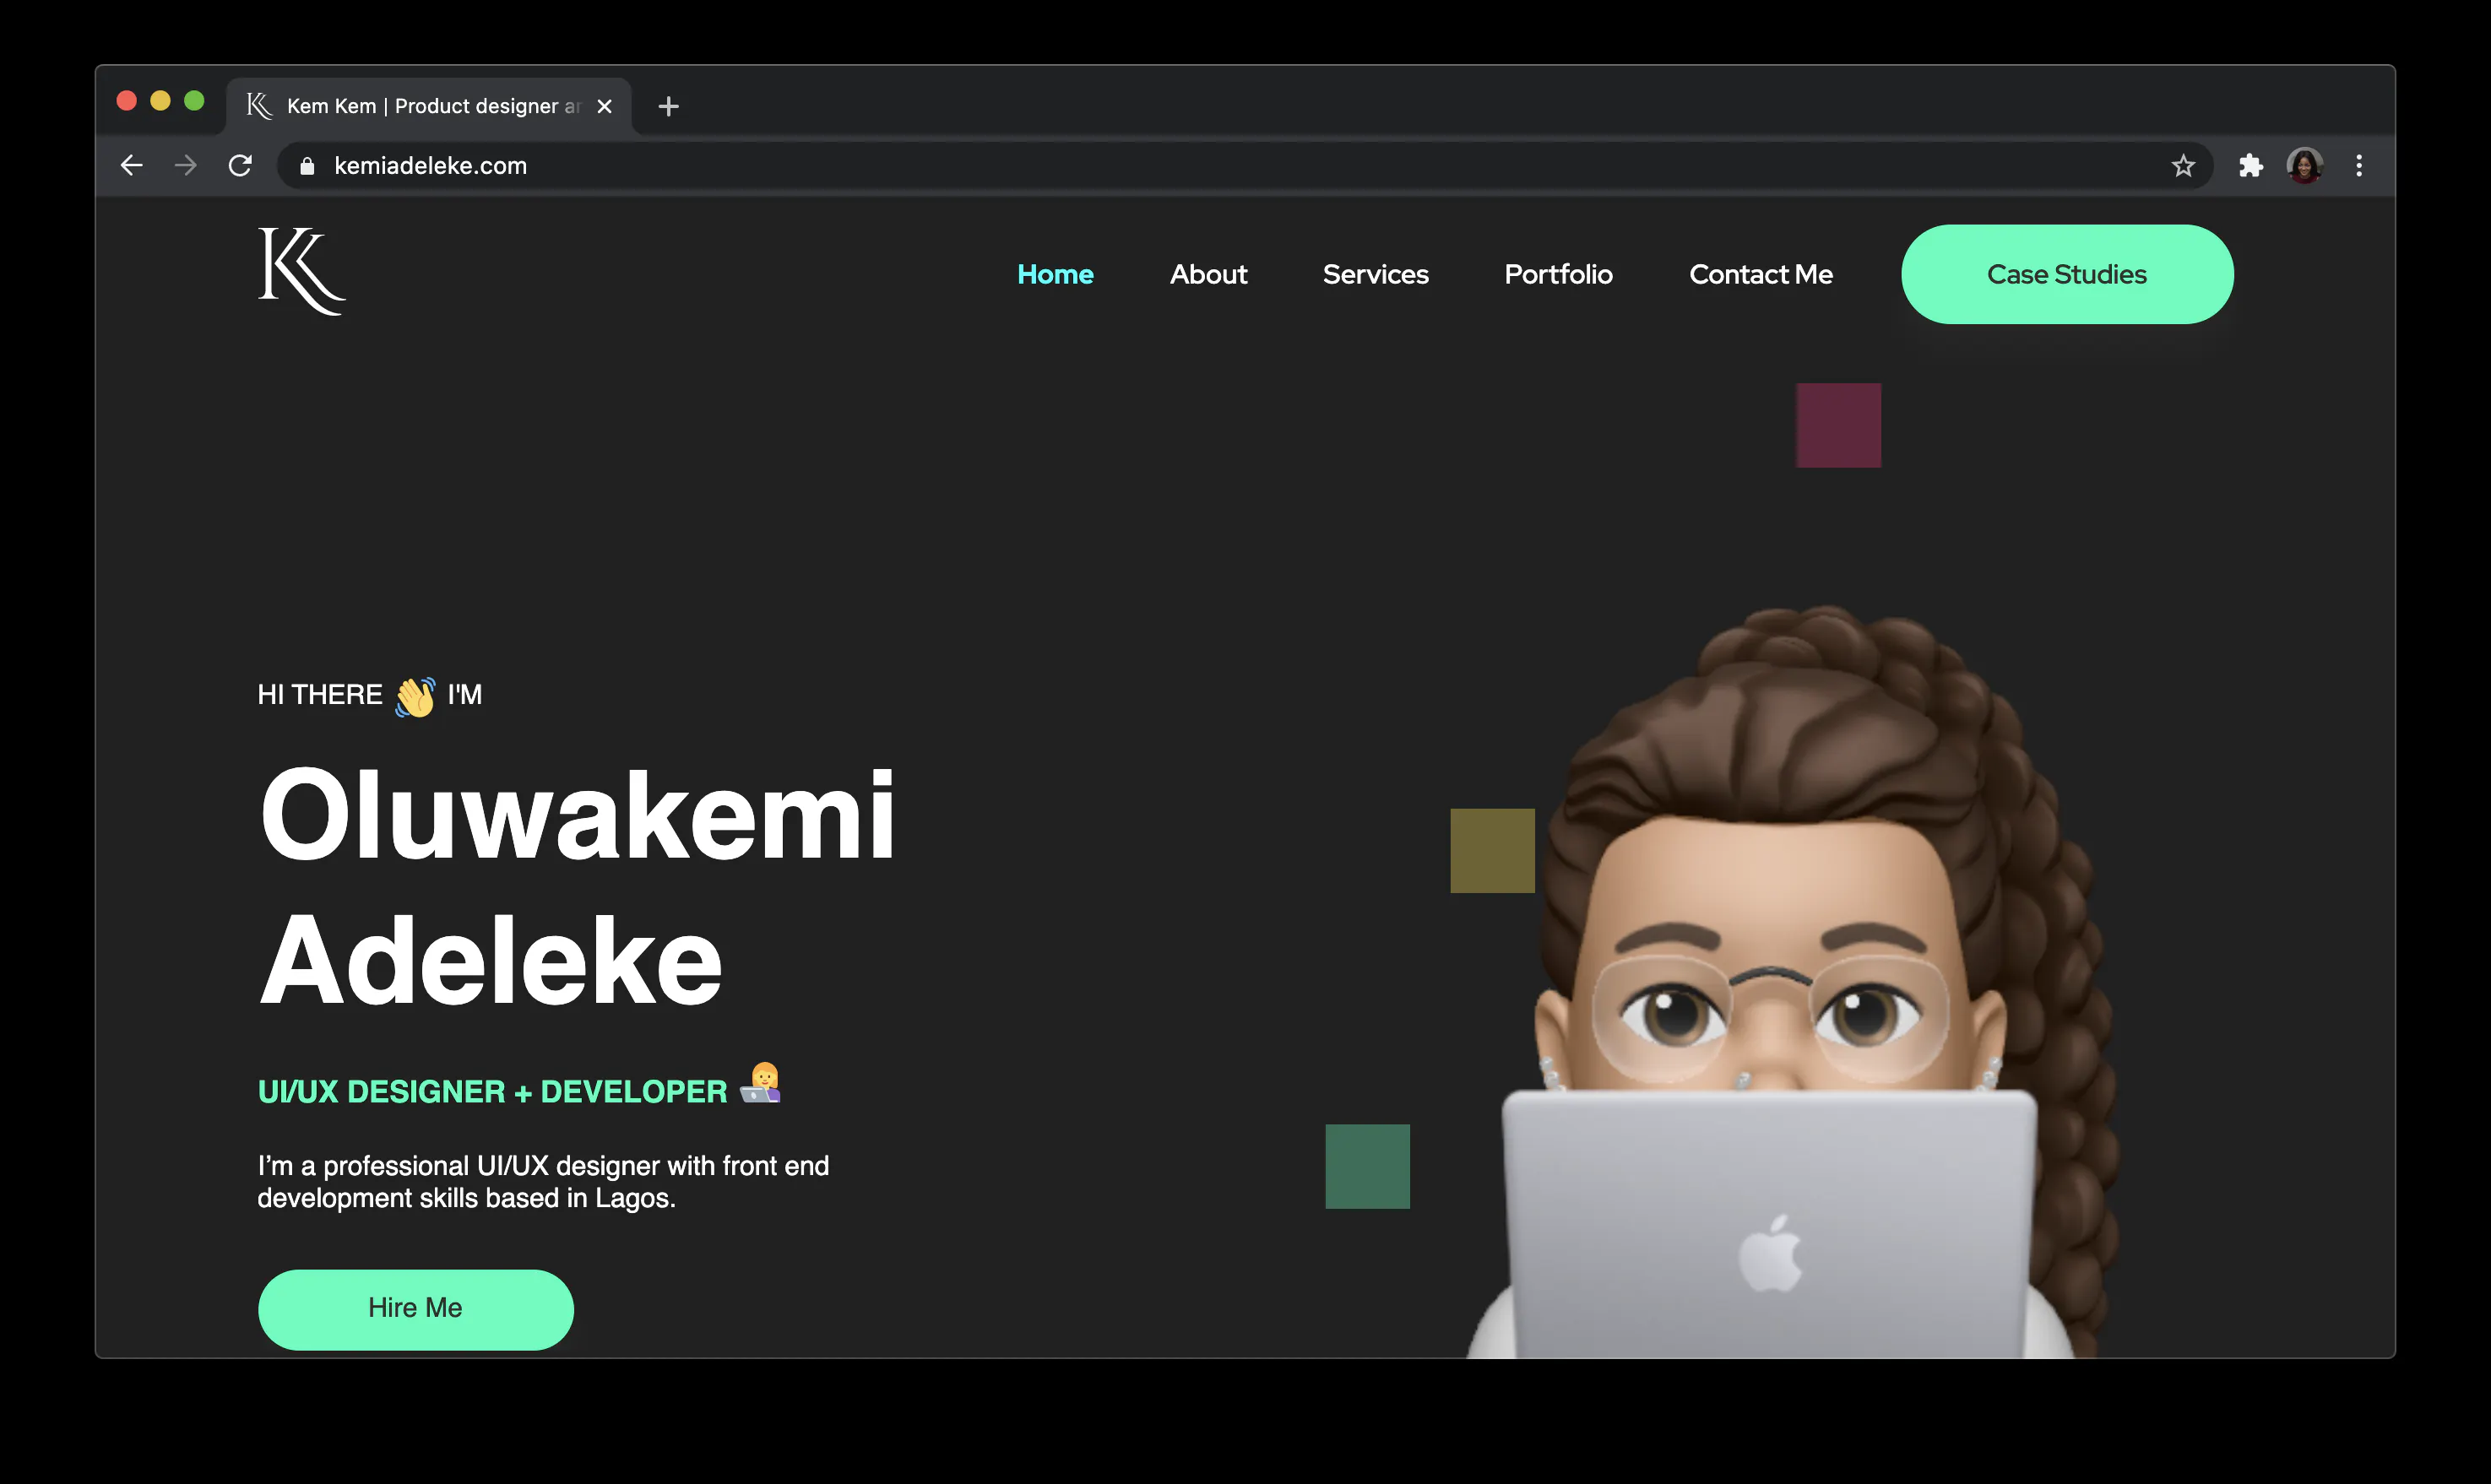 Kem Kem | Product designer
kemiadeleke.com
Home About Services Portfolio Contact Me Case Studies
HI THERE 👋 I'M
Oluwakemi
Adeleke
UI/UX DESIGNER + DEVELOPER 👩‍💻
I’m a professional UI/UX designer with front end
development skills based in Lagos.
Hire Me